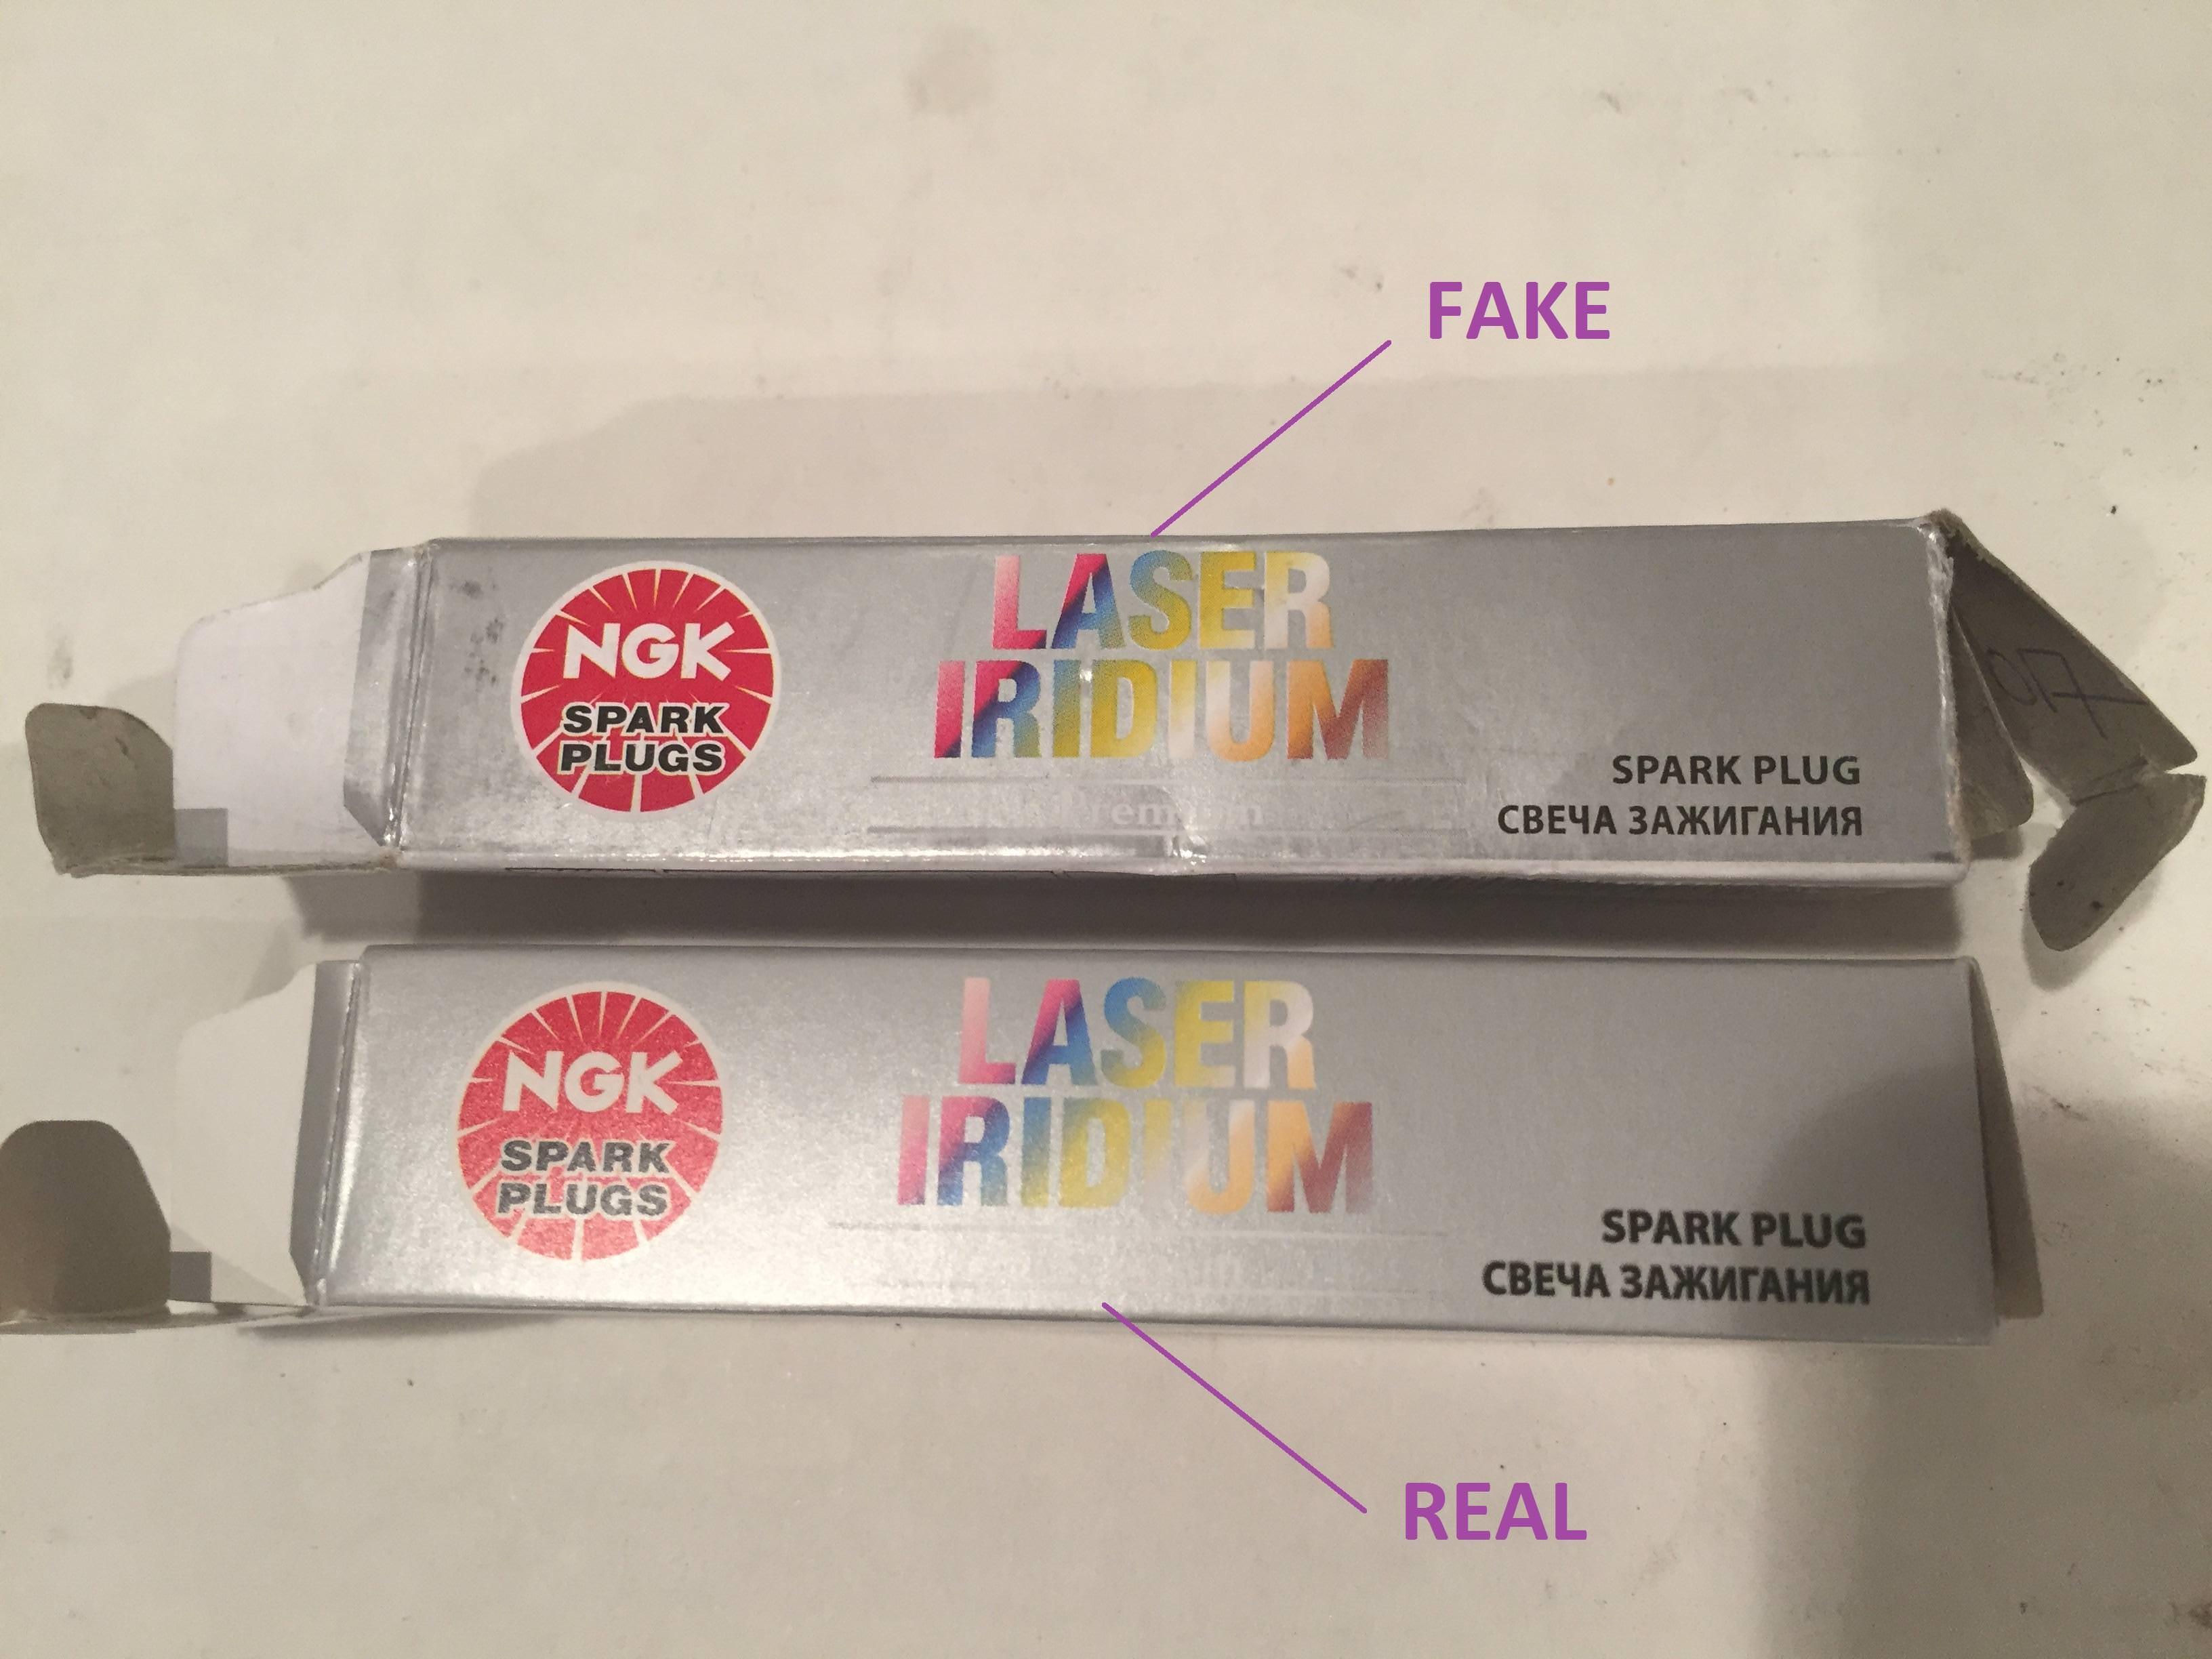 FAKE
NGK
SPARK
PLUGS
LASER
IRIDIUM
SPARK PLUG
СВЕЧА ЗАЖИГАНИЯ
NGK
SPARK
PLUGS
LASER
IRIDIUM
SPARK PLUG
СВЕЧА ЗАЖИГАНИЯ
REAL